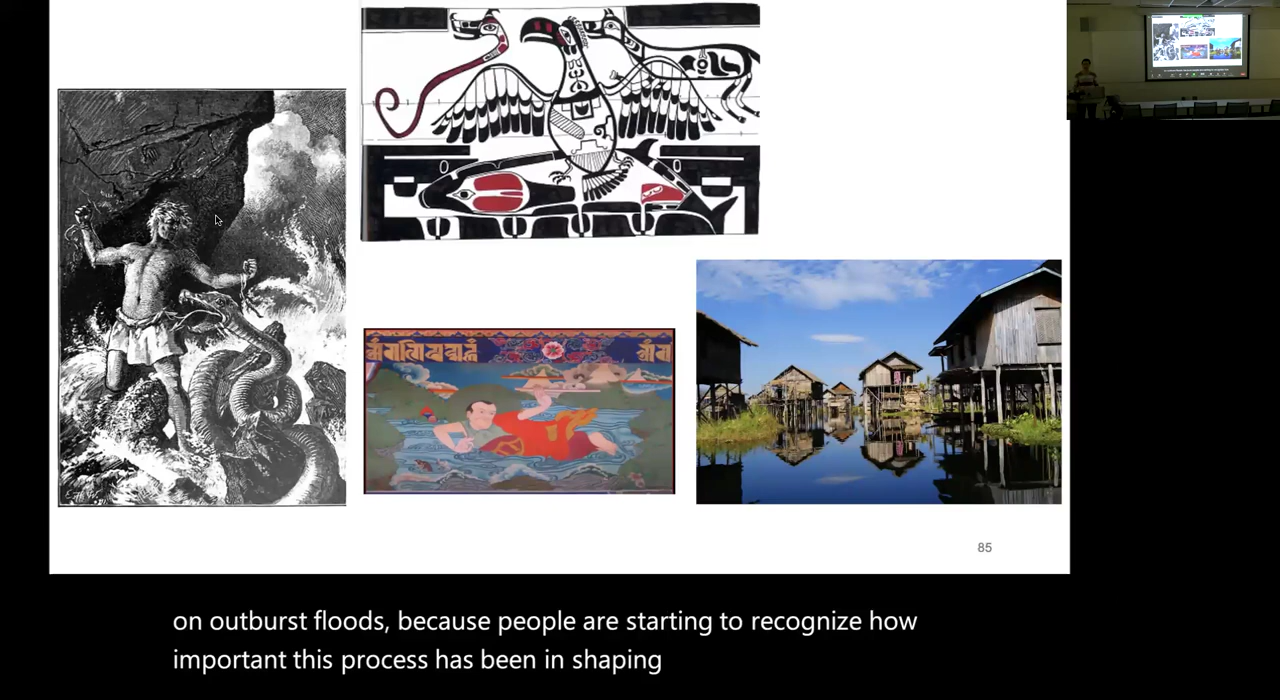 85
on outburst floods, because people are starting to recognize how
important this process has been in shaping